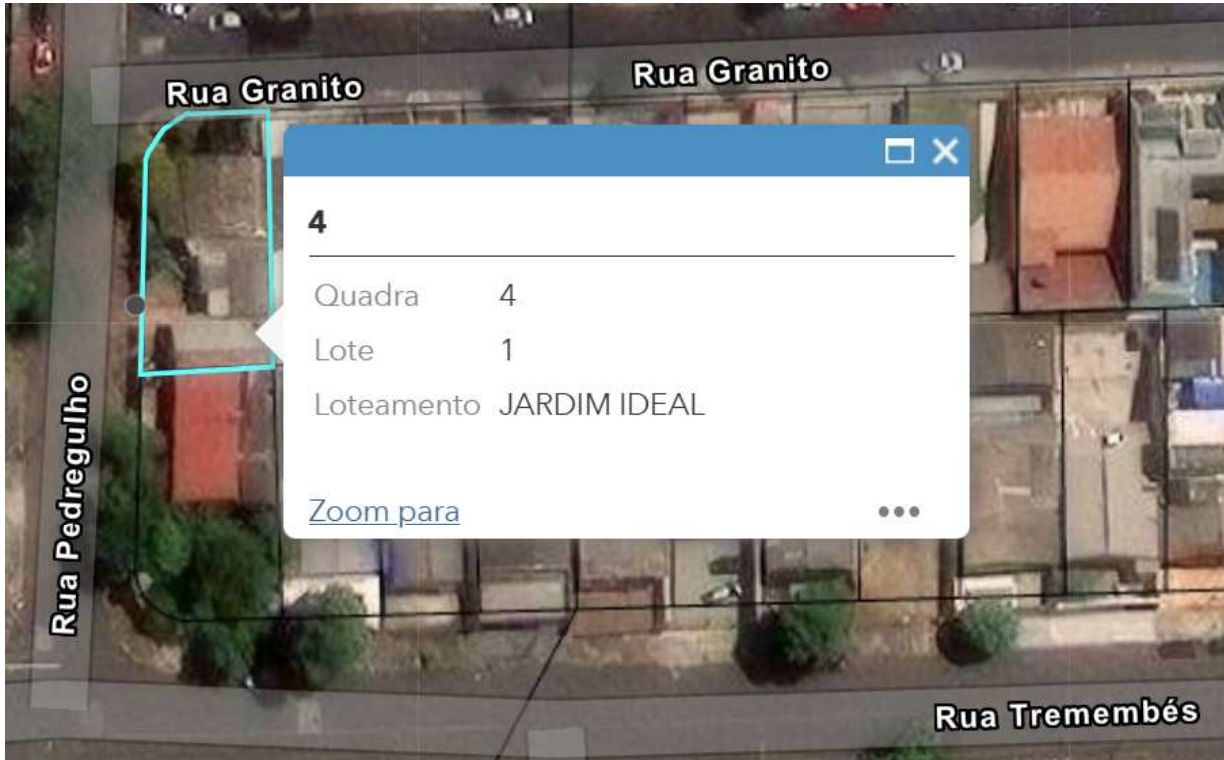 Rua Granito
Rua Granito
4
Quadra 4
Lote 1
Loteamento JARDIM IDEAL
Zoom para
Rua Pedregulho
Rua Tremembés